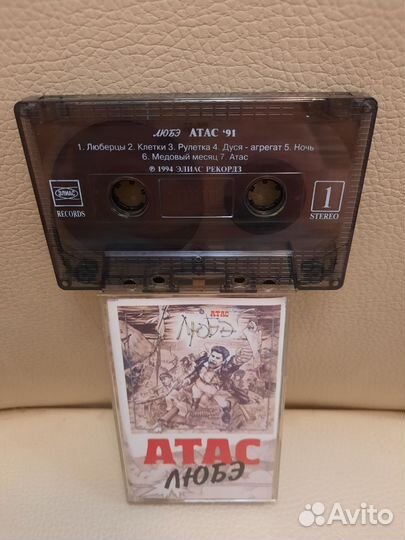 ЛЮБЭ АТАС '91
1. Люберцы 2. Клетки 3. Рулетка 4. Дуся - агрегат 5. Ночь
6. Медовый месяц 7. Атас
℗ 1994 ЭЛИАС РЕКОРДЗ
ЭЛИАС
RECORDS
1
STEREO
АТАС
ЛЮБЭ
АТАС
ЛЮБЭ
Avito